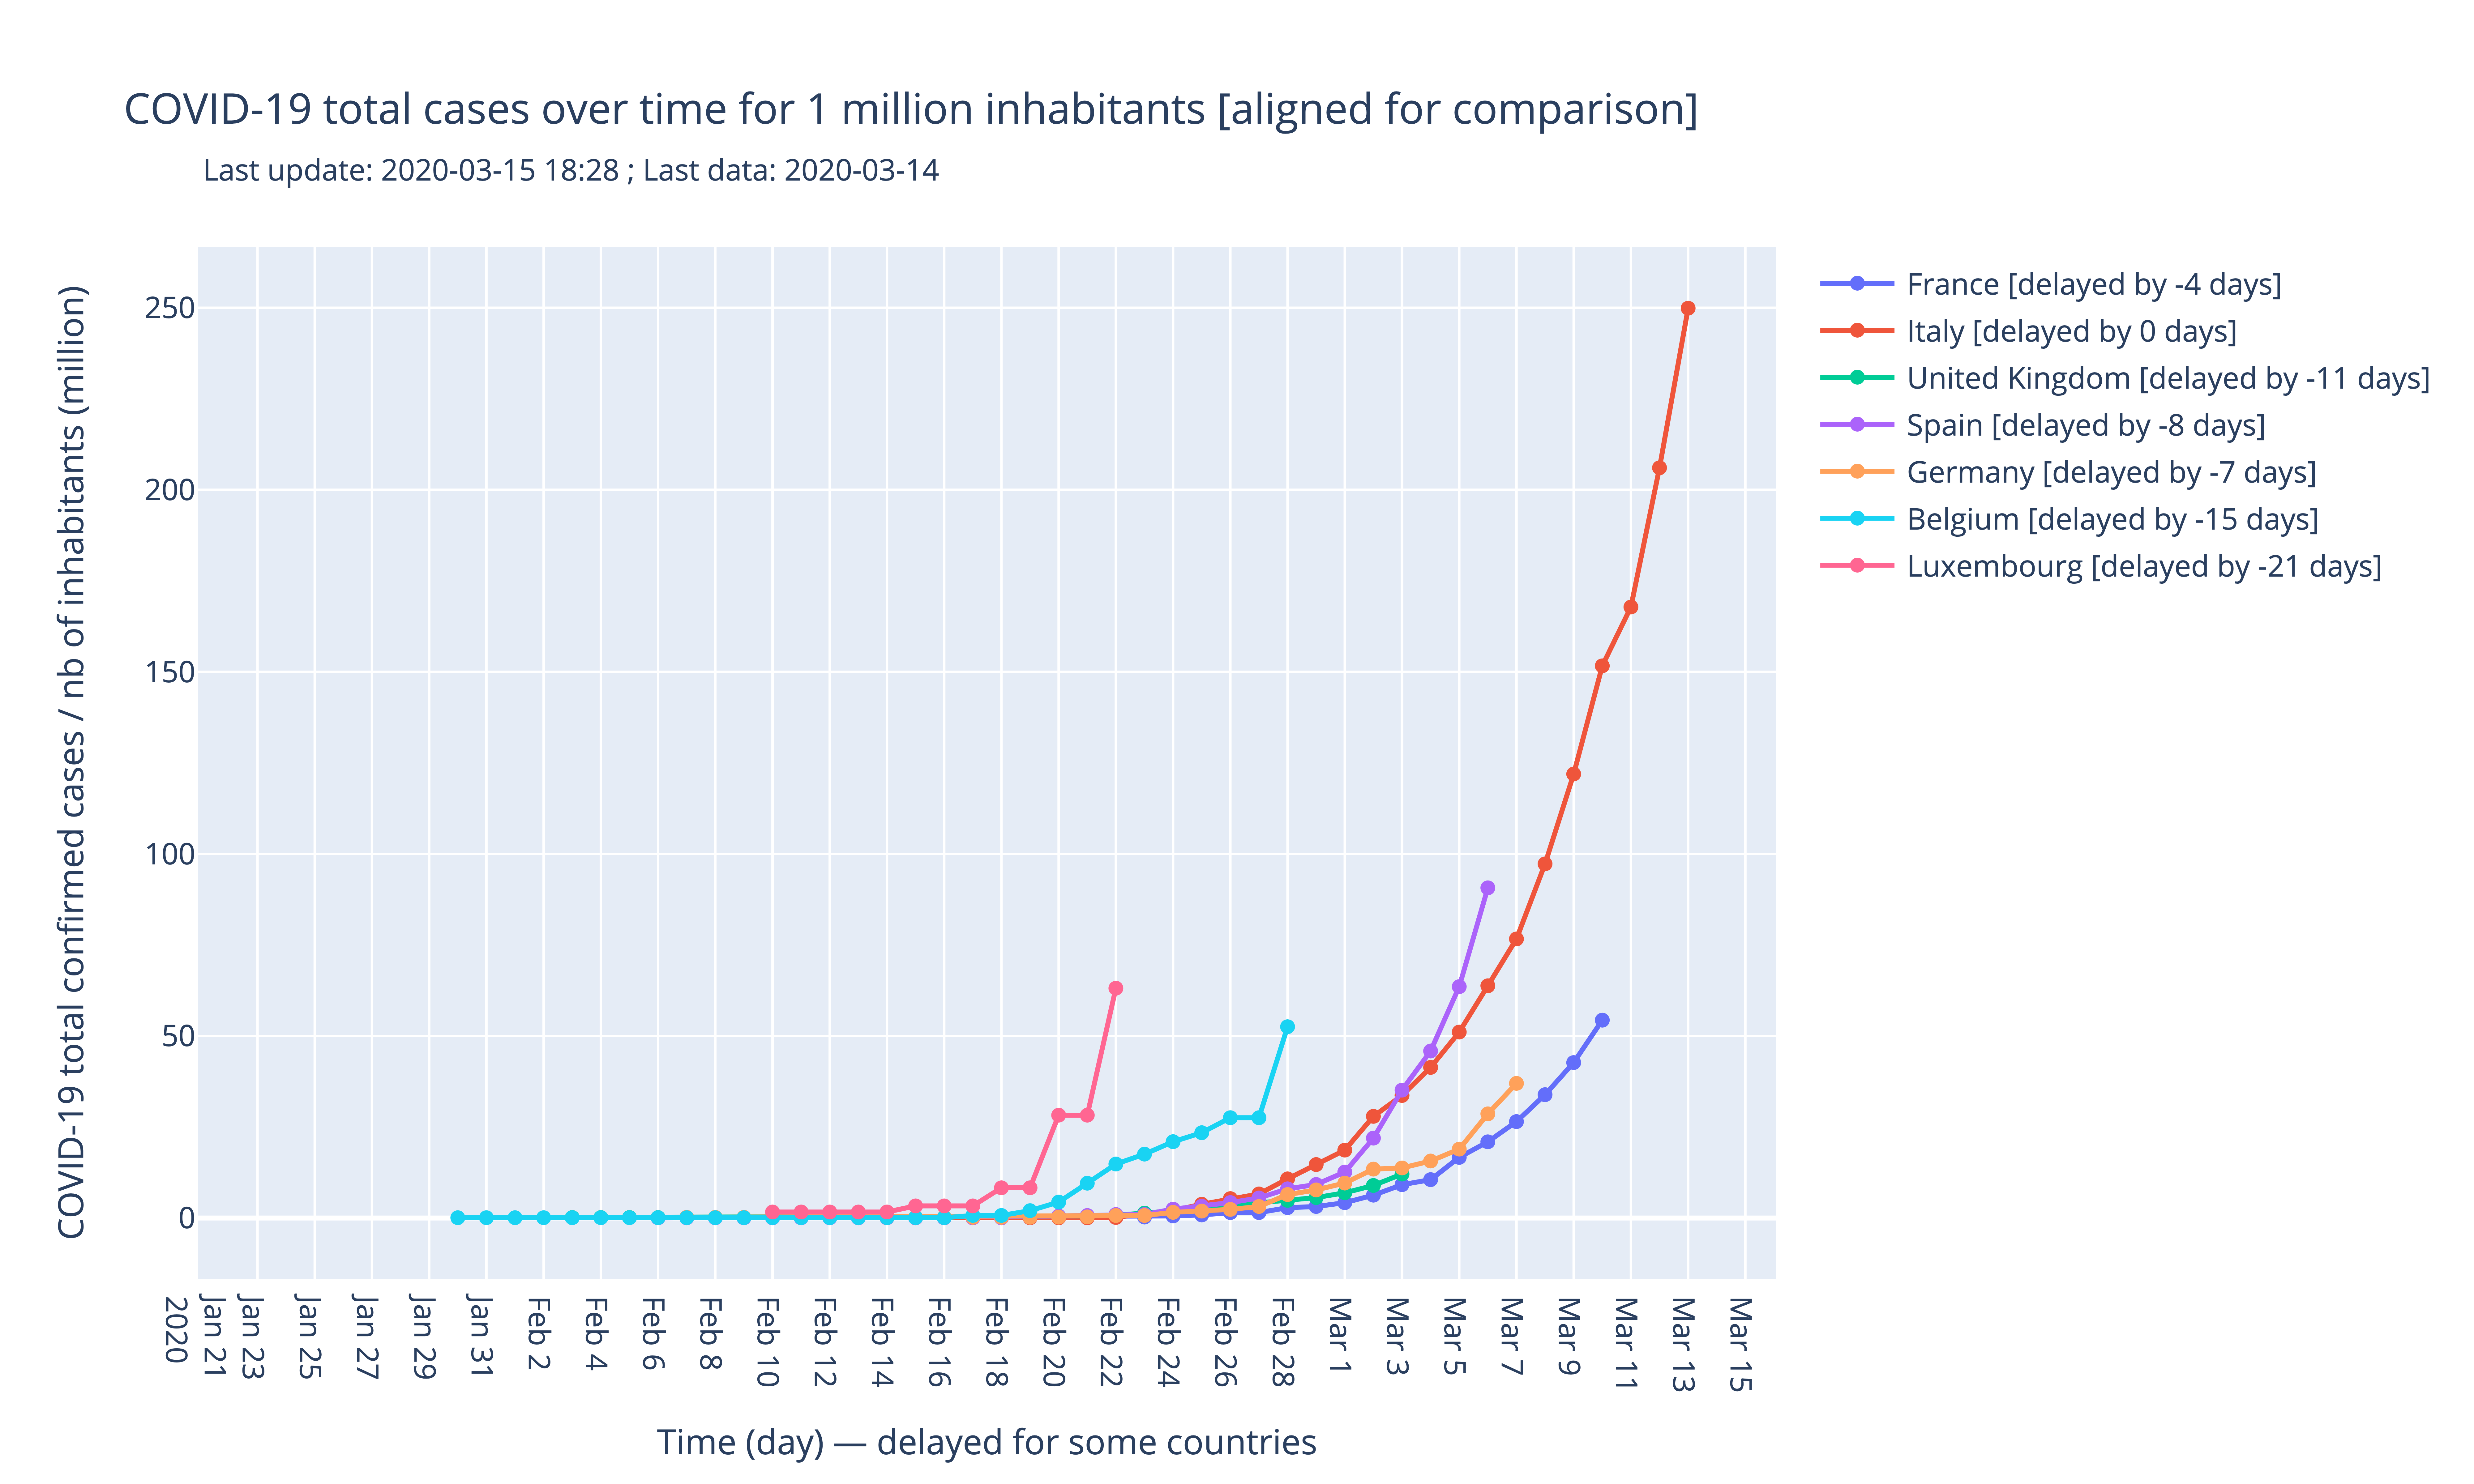 COVID-19 total cases over time for 1 million inhabitants [aligned for comparison]
Last update: 2020-03-15 18:28 ; Last data: 2020-03-14
COVID-19 total confirmed cases / nb of inhabitants (million)
250
200
150
100
50
0
Jan 21
2020
Jan 23
Jan 25
Jan 27
Jan 29
Jan 31
Feb 2
Feb 4
Feb 6
Feb 8
Feb 10
Feb 12
Feb 14
Feb 16
Feb 18
Feb 20
Feb 22
Feb 24
Feb 26
Feb 28
Mar 1
Mar 3
Mar 5
Mar 7
Mar 9
Mar 11
Mar 13
Mar 15
Time (day) — delayed for some countries
France [delayed by -4 days]
Italy [delayed by 0 days]
United Kingdom [delayed by -11 days]
Spain [delayed by -8 days]
Germany [delayed by -7 days]
Belgium [delayed by -15 days]
Luxembourg [delayed by -21 days]